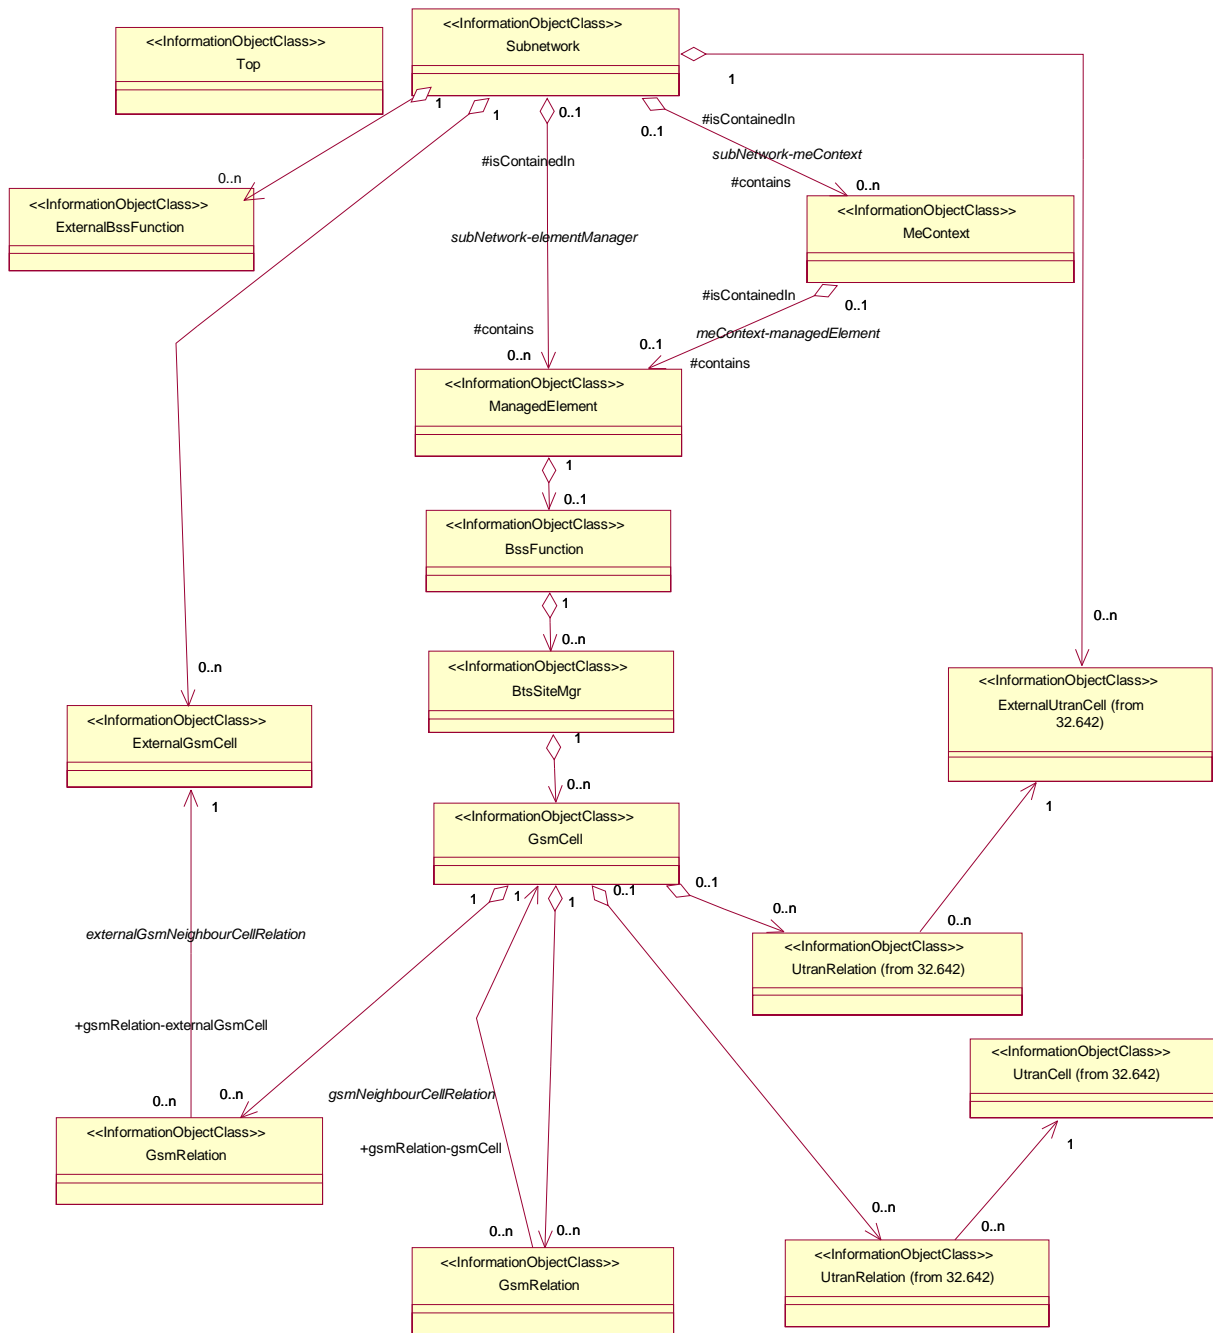 <<InformationObjectClass>>
Top
<<InformationObjectClass>>
Subnetwork
1
1
1
0..1
0..1
#isContainedIn
#isContainedIn
subNetwork-meContext
#contains
0..n
0..n
<<InformationObjectClass>>
ExternalBssFunction
<<InformationObjectClass>>
MeContext
subNetwork-elementManager
#isContainedIn
0..1
#contains
0..1
meContext-managedElement
#contains
0..n
<<InformationObjectClass>>
ManagedElement
1
0..1
<<InformationObjectClass>>
BssFunction
1
0..n
0..n
0..n
<<InformationObjectClass>>
BtsSiteMgr
<<InformationObjectClass>>
ExternalUtranCell (from
32.642)
<<InformationObjectClass>>
ExternalGsmCell
1
0..n
1
1
<<InformationObjectClass>>
GsmCell
1
1
1
0..1
0..1
0..n
0..n
externalGsmNeighbourCellRelation
<<InformationObjectClass>>
UtranRelation (from 32.642)
+gsmRelation-externalGsmCell
<<InformationObjectClass>>
UtranCell (from 32.642)
0..n
0..n
gsmNeighbourCellRelation
<<InformationObjectClass>>
GsmRelation
+gsmRelation-gsmCell
1
0..n
0..n
0..n
0..n
<<InformationObjectClass>>
GsmRelation
<<InformationObjectClass>>
UtranRelation (from 32.642)